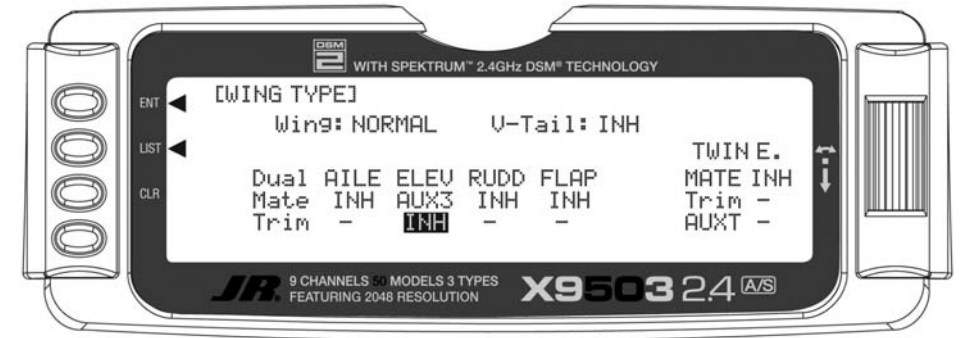 DSM
2 WITH SPEKTRUM™ 2.4GHz DSM® TECHNOLOGY
ENT
LIST
CLR
[WING TYPE]
Wing: NORMAL V-Tail: INH
TWIN E.
Dual AILE ELEV RUDD FLAP MATE INH
Mate INH AUX3 INH INH Trim -
Trim - INH - - AUXT -
JR® 9 CHANNELS 50 MODELS 3 TYPES
FEATURING 2048 RESOLUTION
X9503 2.4 A/S